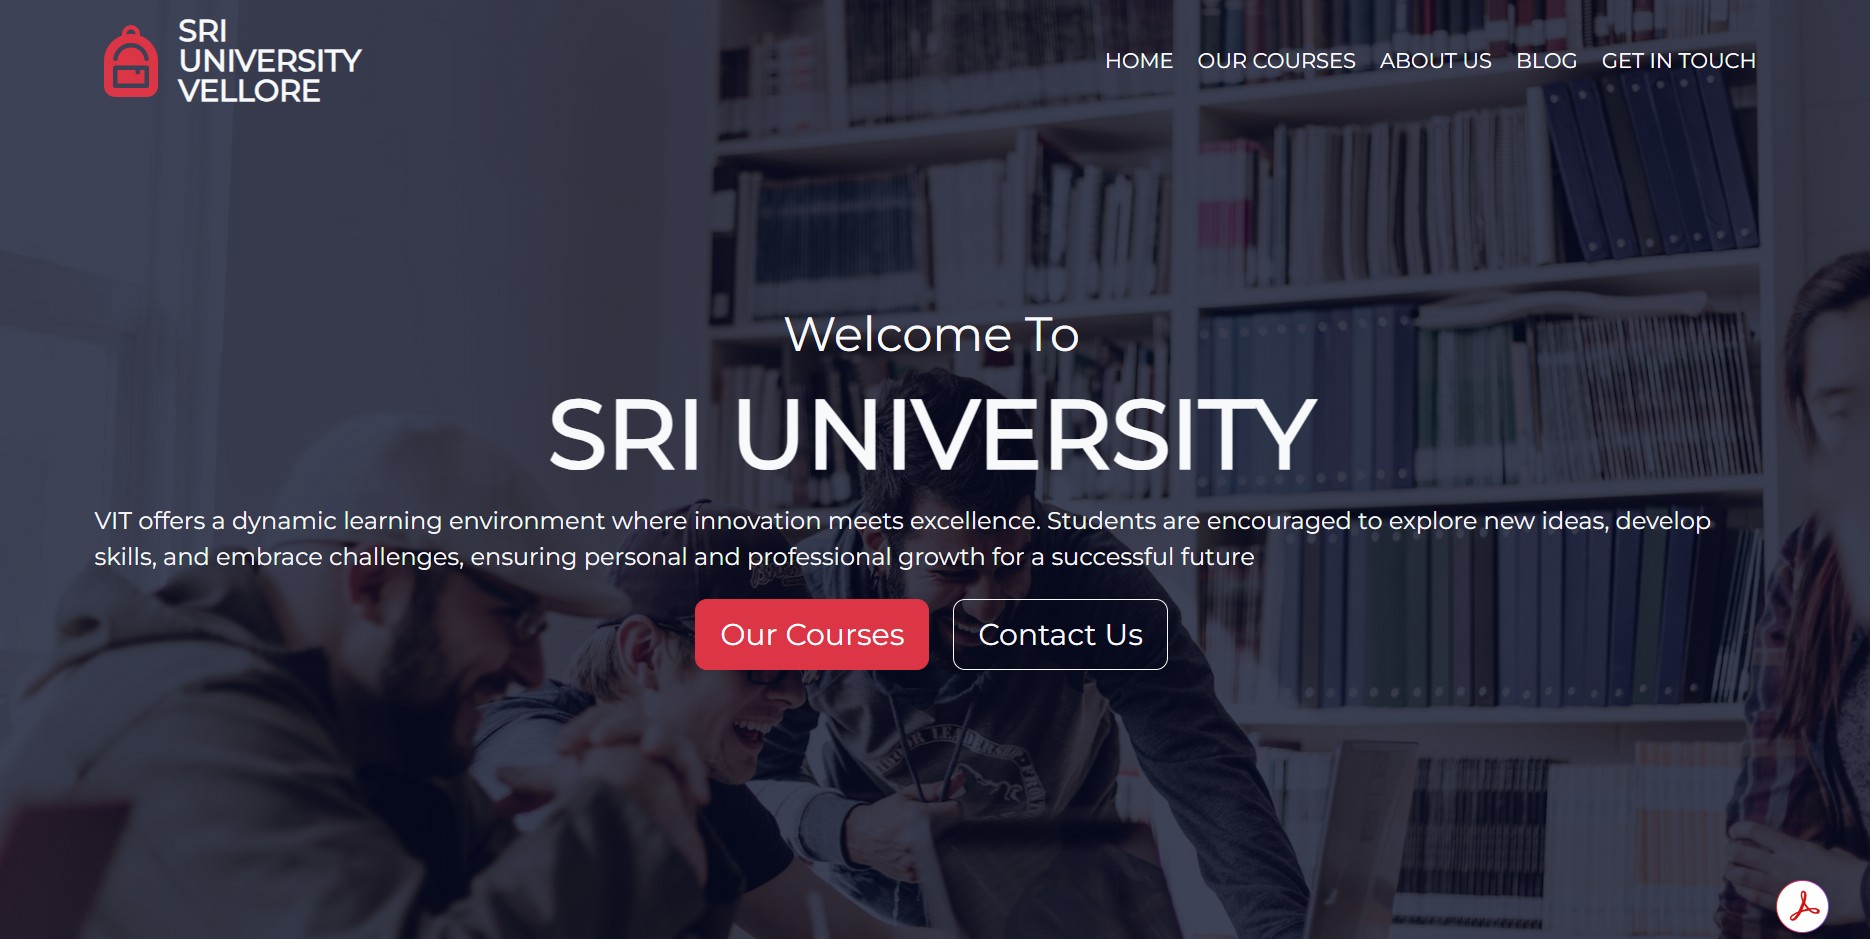 SRI
UNIVERSITY
VELLORE
HOME OUR COURSES ABOUT US BLOG GET IN TOUCH
Welcome To
SRI UNIVERSITY
VIT offers a dynamic learning environment where innovation meets excellence. Students are encouraged to explore new ideas, develop
skills, and embrace challenges, ensuring personal and professional growth for a successful future
Our Courses Contact Us